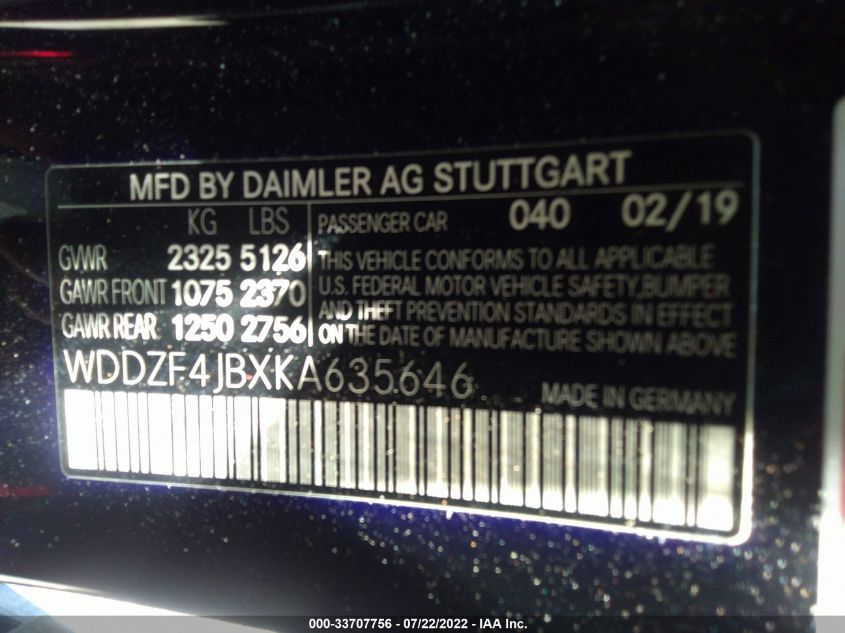 MFD BY DAIMLER AG STUTTGART
KG LBS PASSENGER CAR 040 02/19
GVWR 2325 5126 THIS VEHICLE CONFORMS TO ALL APPLICABLE
GAWR FRONT 1075 2370 U.S. FEDERAL MOTOR VEHICLE SAFETY, BUMPER
AND THEFT PREVENTION STANDARDS IN EFFECT
GAWR REAR 1250 2756 ON THE DATE OF MANUFACTURE SHOWN ABOVE
WDDZF4JBXKA635646 MADE IN GERMANY
000-33707756 - 07/22/2022 - IAA Inc.